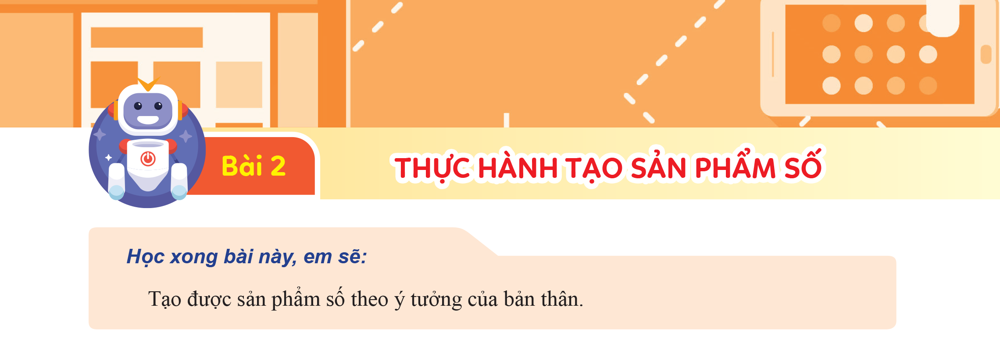 Bài 2
THỰC HÀNH TẠO SẢN PHẨM SỐ
Học xong bài này, em sẽ:
Tạo được sản phẩm số theo ý tưởng của bản thân.